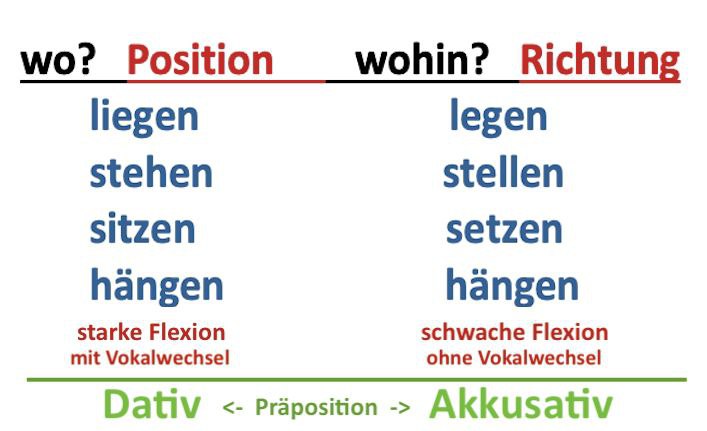 wo? Position wohin? Richtung
liegen legen
stehen stellen
sitzen setzen
hängen hängen
starke Flexion schwache Flexion
mit Vokalwechsel ohne Vokalwechsel
Dativ <- Präposition -> Akkusativ